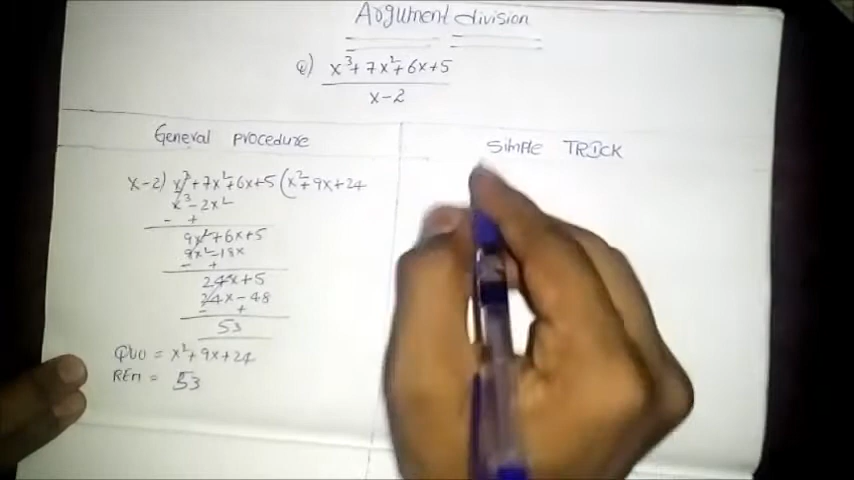 Argument division
Q) x³+7x²+6x+5
x-2
General procedure
x-2) x³+7x²+6x+5 (x²+9x+24
x³-2x²
- +
9x²+6x+5
9x²-18x
- +
24x+5
24x-48
- +
53
QUO = x²+9x+24
REM = 53
SIMPLE TRICK